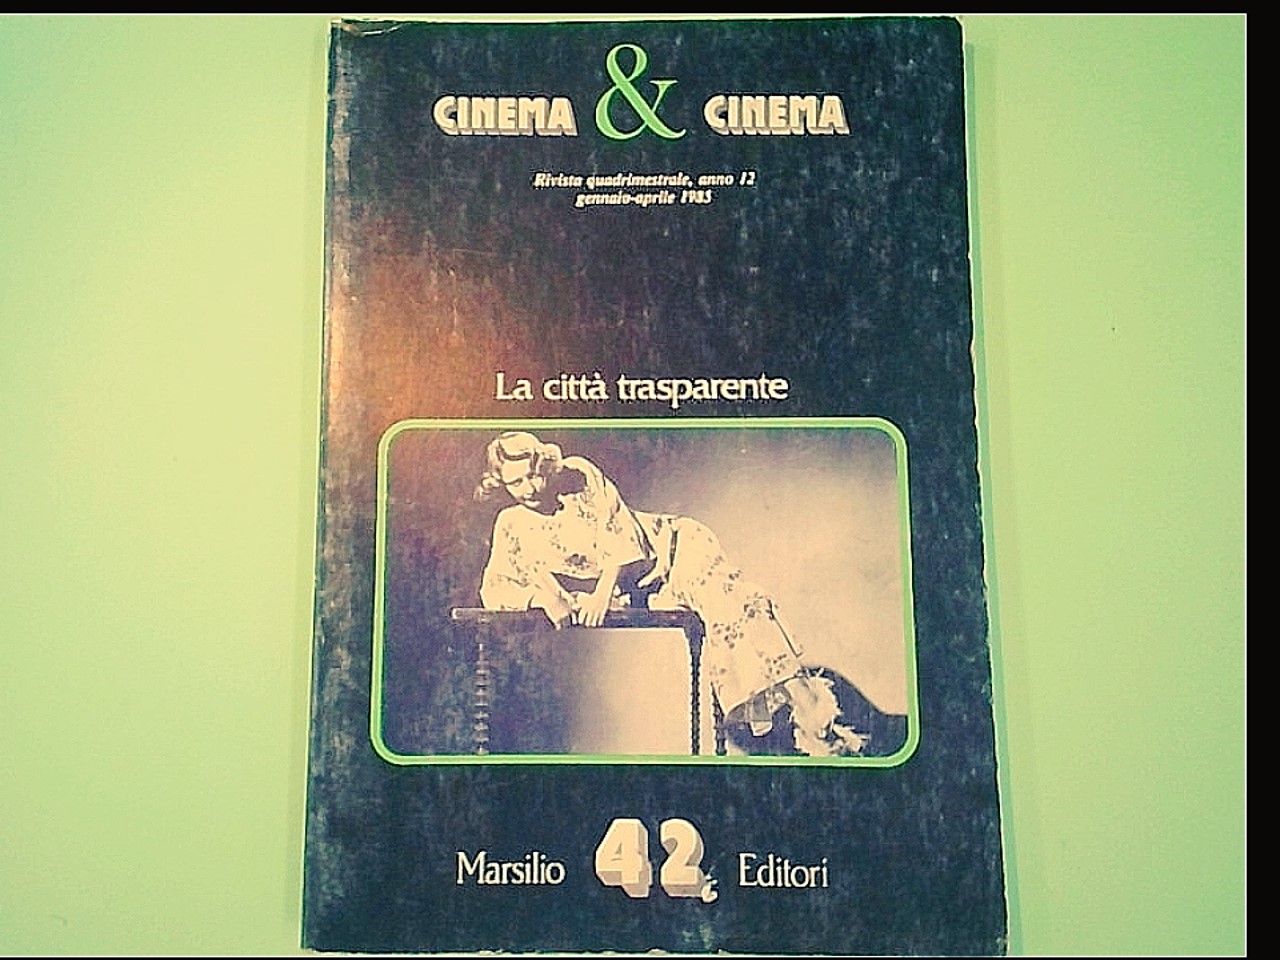 CINEMA & CINEMA
Rivista quadrimestrale, anno 12
gennaio-aprile 1985
La città trasparente
Marsilio 42 Editori